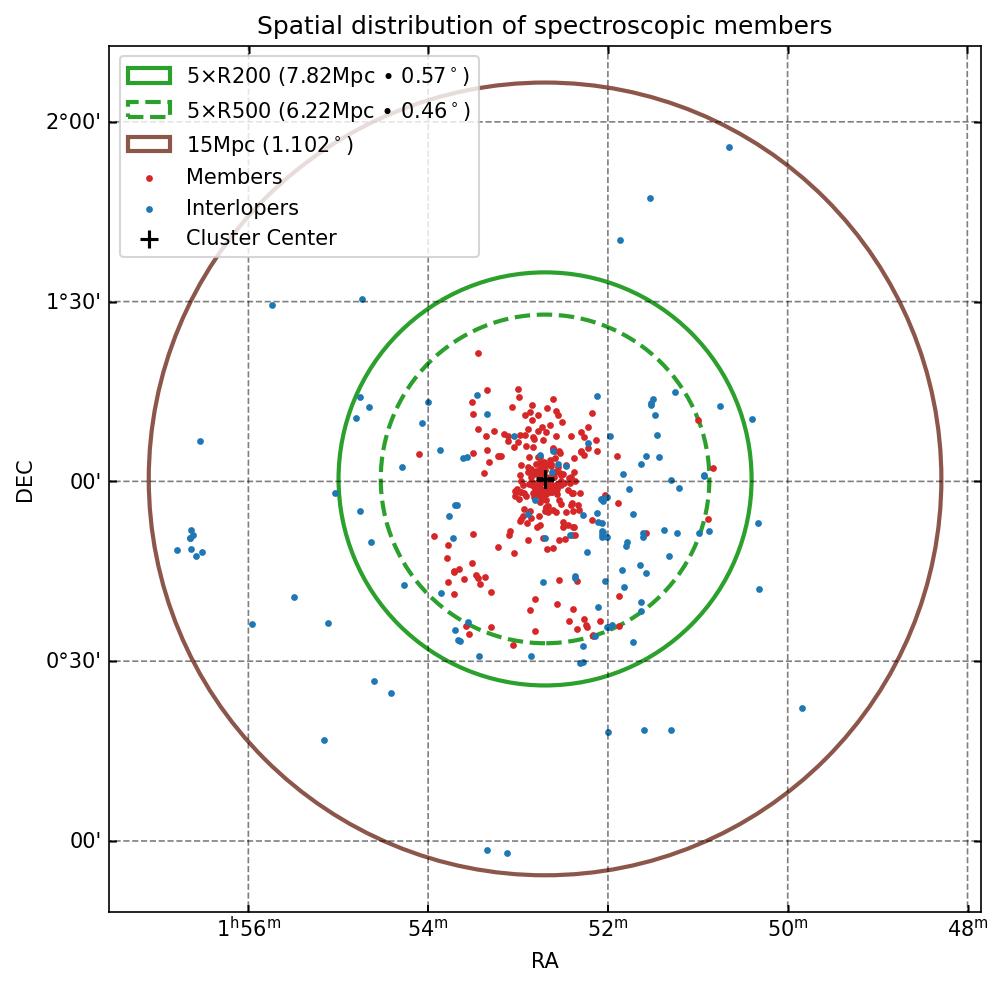 Spatial distribution of spectroscopic members
5×R200 (7.82Mpc • 0.57°)
5×R500 (6.22Mpc • 0.46°)
15Mpc (1.102°)
Members
Interlopers
Cluster Center
DEC
2°00'
1°30'
00'
0°30'
00'
1ʰ56ᵐ 54ᵐ 52ᵐ 50ᵐ 48ᵐ
RA